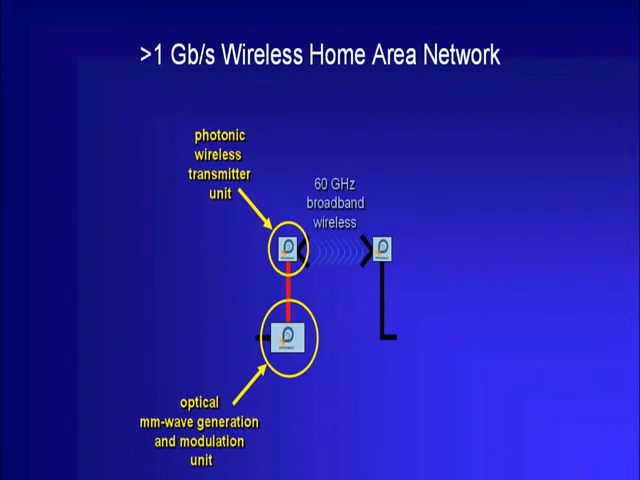 >1 Gb/s Wireless Home Area Network
photonic
wireless
transmitter
unit
60 GHz
broadband
wireless
optical
mm-wave generation
and modulation
unit